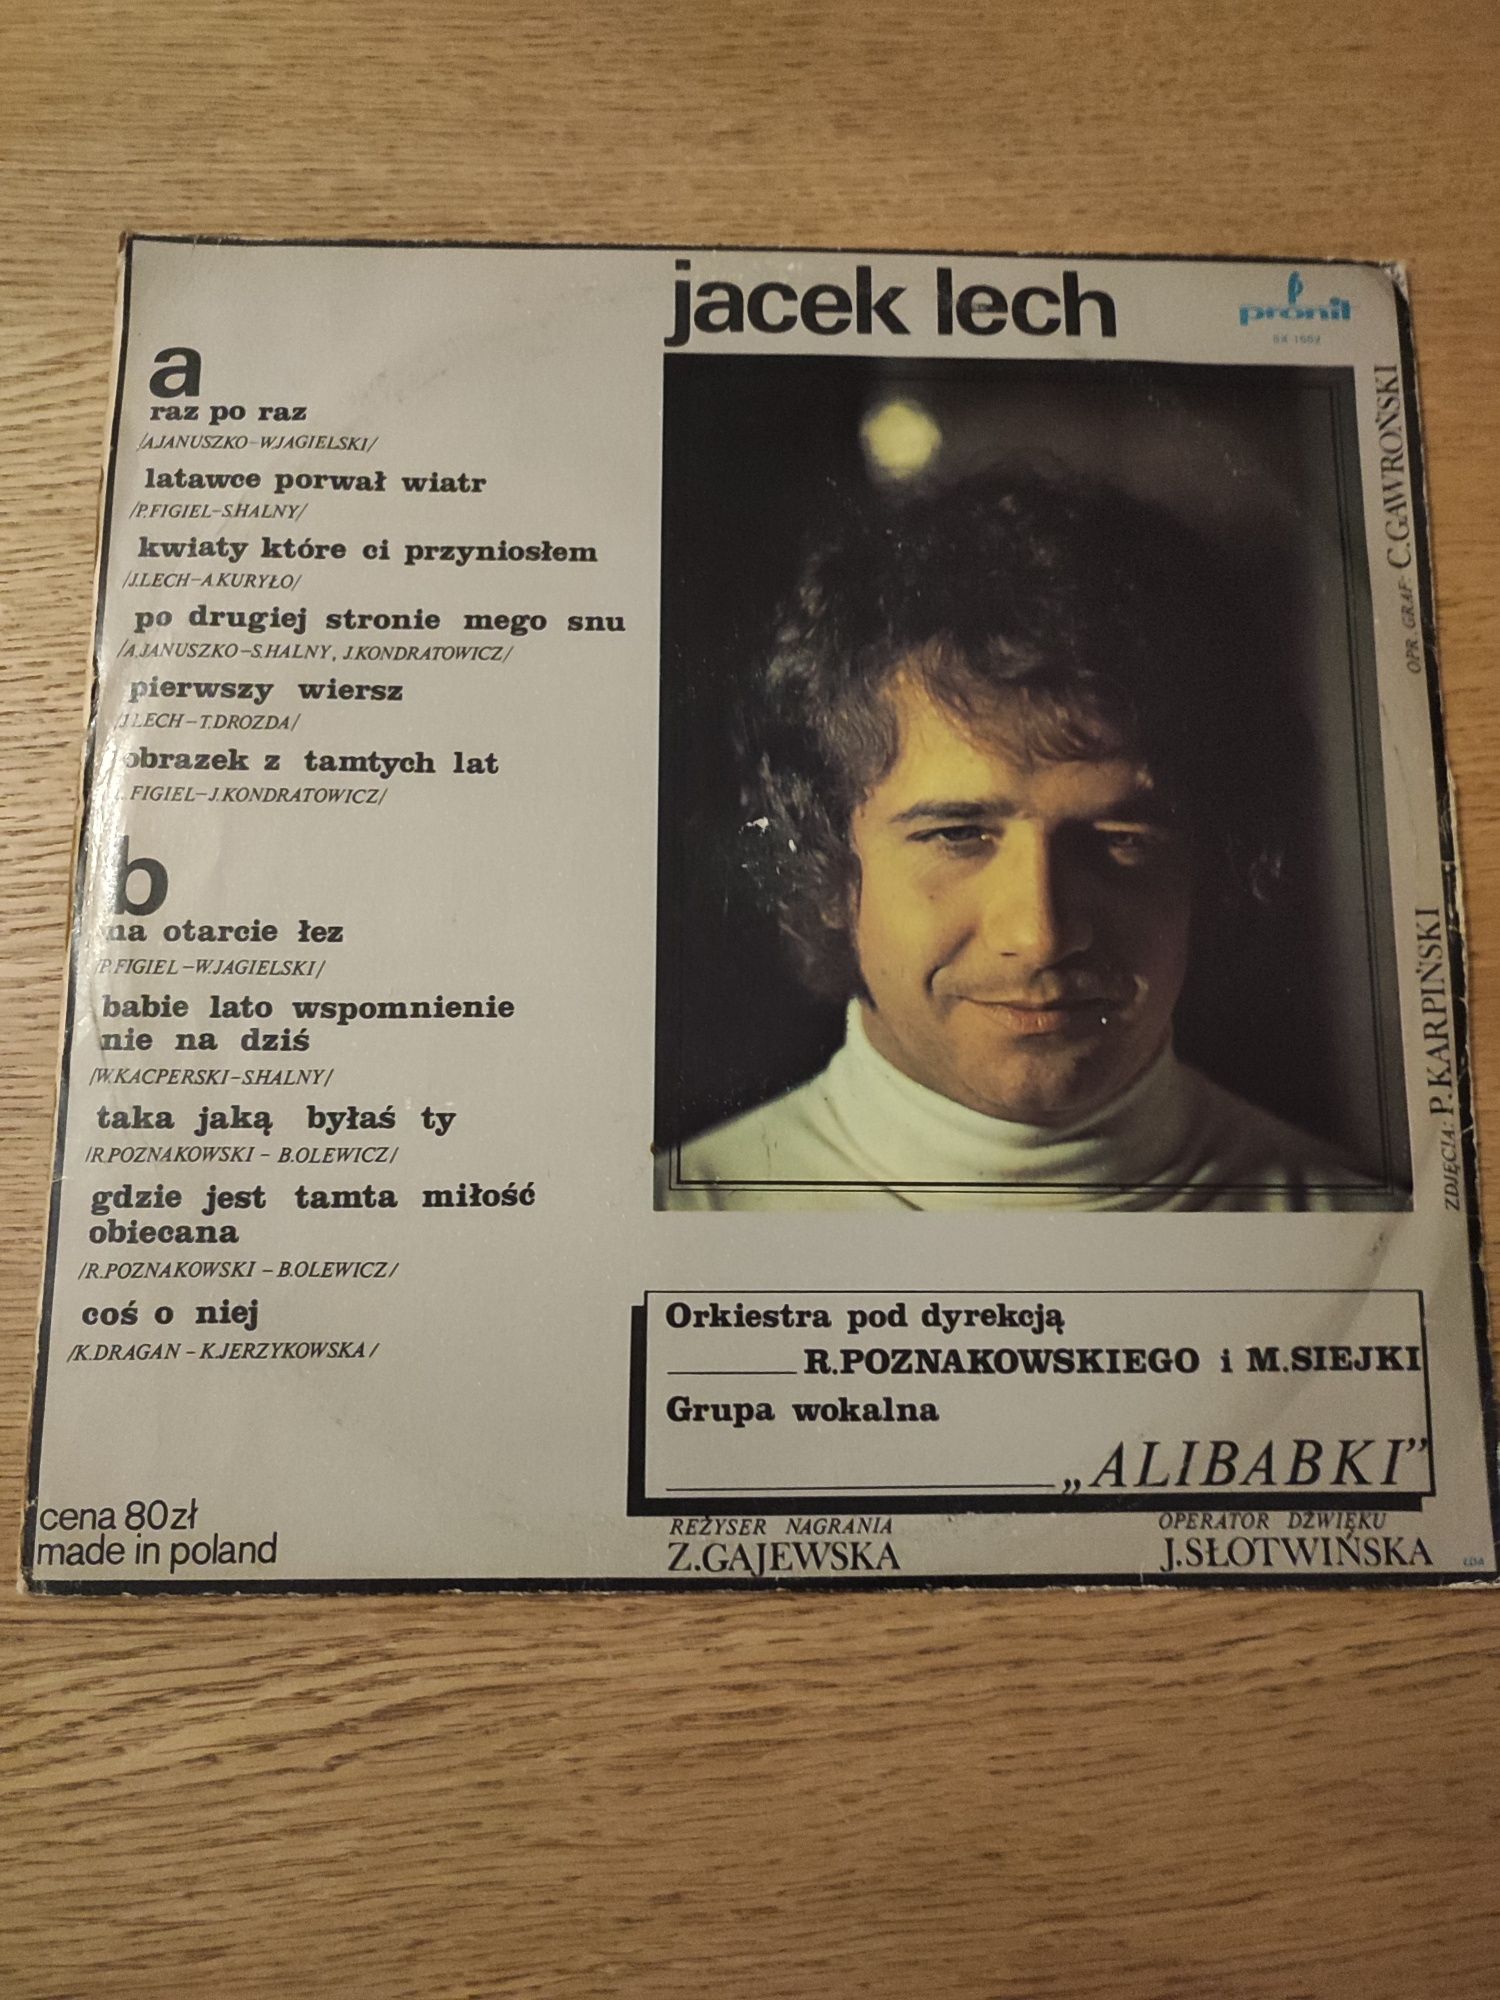 jacek lech
pronit
a
raz po raz
/A.JANUSZKO-W.JAGIELSKI/
latawce porwał wiatr
/P.FIGIEL-S.HALNY/
kwiaty które ci przyniosłem
/J.LECH-A.KURYŁO/
po drugiej stronie mego snu
/A.JANUSZKO-S.HALNY, J.KONDRATOWICZ/
pierwszy wiersz
/J.LECH-T.DROZDA/
obrazek z tamtych lat
FIGIEL-J.KONDRATOWICZ/
b
na otarcie łez
/P.FIGIEL-W.JAGIELSKI/
babie lato wspomnienie
nie na dziś
/W.KACPERSKI-S.HALNY/
taka jaką byłaś ty
/R.POZNAKOWSKI - B.OLEWICZ/
gdzie jest tamta miłość
obiecana
/R.POZNAKOWSKI - B.OLEWICZ/
coś o niej
/K.DRAGAN - K.JERZYKOWSKA/
cena 80zł
made in poland
OPR. GRAF: C.GAWROŃSKI
ZDJĘCIA: P.KARPIŃSKI
Orkiestra pod dyrekcją
R.POZNAKOWSKIEGO i M.SIEJKI
Grupa wokalna
„ALIBABKI”
REŻYSER NAGRANIA
Z.GAJEWSKA
OPERATOR DŹWIĘKU
J.SŁOTWIŃSKA